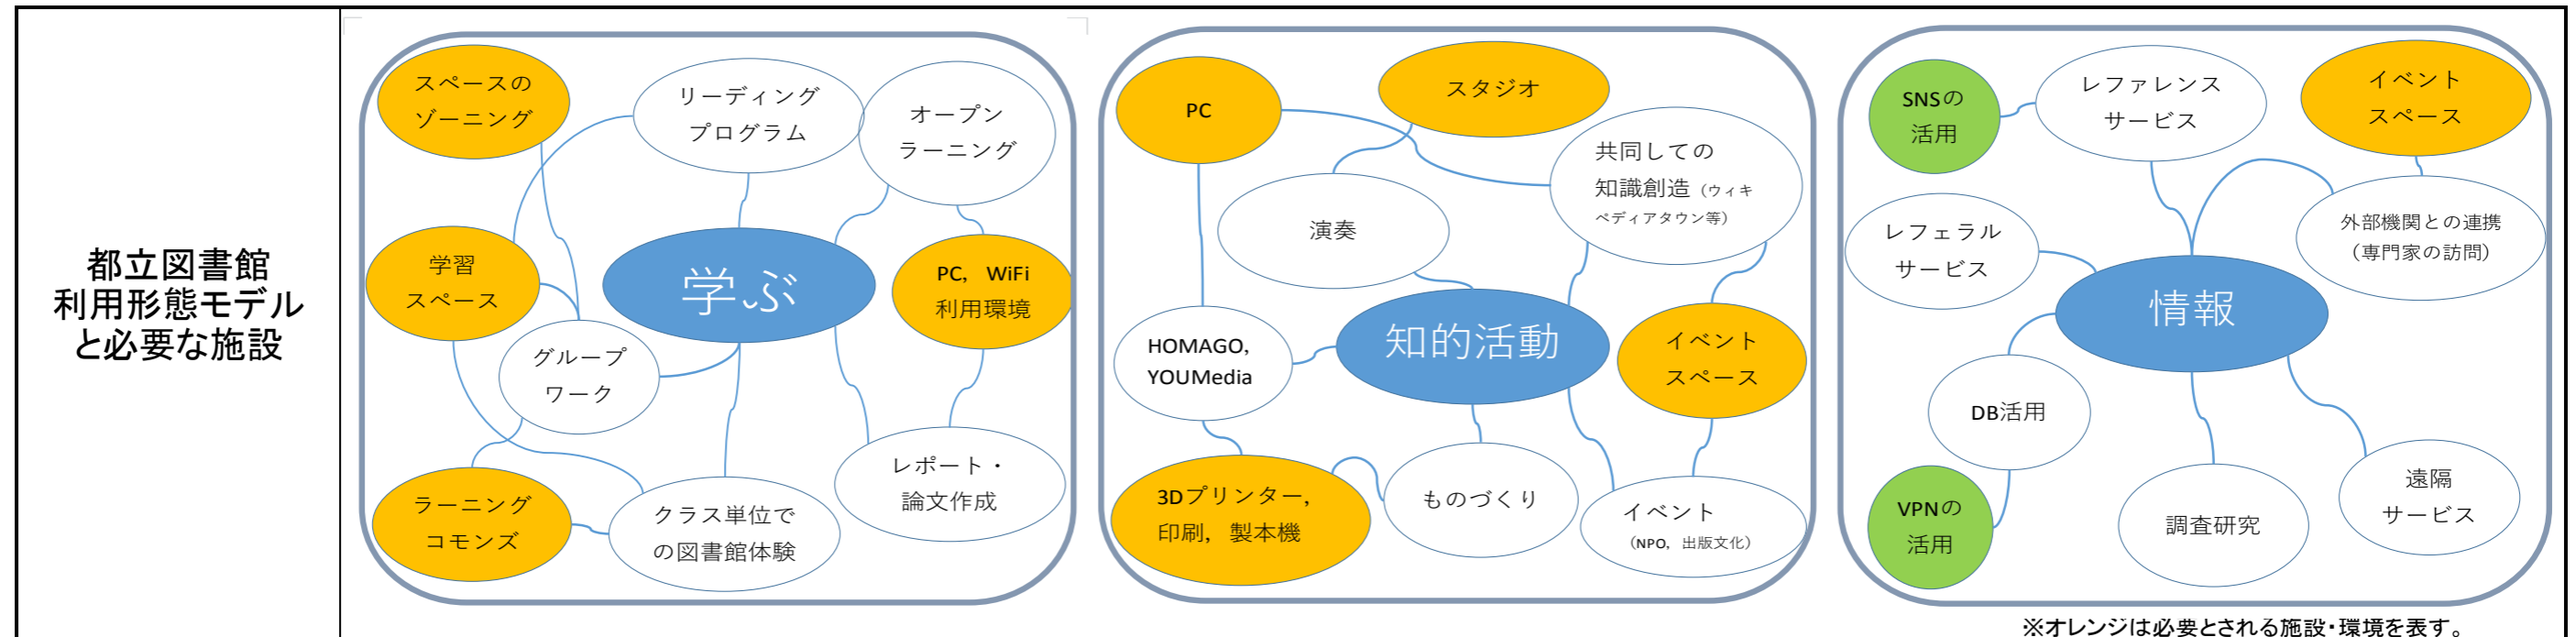 都立図書館
利用形態モデル
と必要な施設
スペースの
ゾーニング
リーディング
プログラム
オープン
ラーニング
学習
スペース
学ぶ
PC，WiFi
利用環境
グループ
ワーク
ラーニング
コモンズ
クラス単位で
の図書館体験
レポート・
論文作成
PC
スタジオ
共同しての
知識創造（ウィキ
ペディアタウン等）
演奏
HOMAGO，
YOUMedia
知的活動
イベント
スペース
3Dプリンター，
印刷，製本機
ものづくり
イベント
（NPO，出版文化）
SNSの
活用
レファレンス
サービス
イベント
スペース
レフェラル
サービス
外部機関との連携
（専門家の訪問）
情報
DB活用
VPNの
活用
調査研究
遠隔
サービス
※オレンジは必要とされる施設・環境を表す。